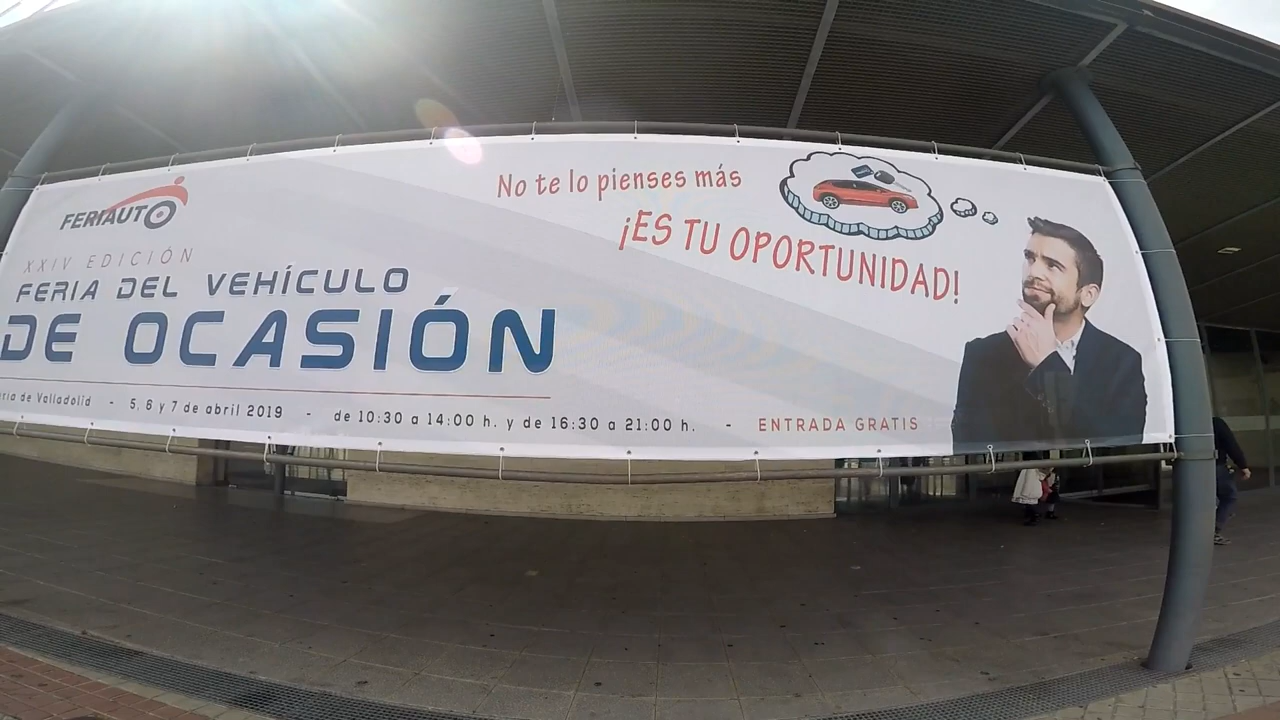 FERIAUTO
XXIV EDICIÓN
FERIA DEL VEHÍCULO
DE OCASIÓN
de Valladolid - 5, 6 y 7 de abril 2019 - de 10:30 a 14:00 h. y de 16:30 a 21:00 h. - ENTRADA GRATIS
No te lo pienses más
¡ES TU OPORTUNIDAD!